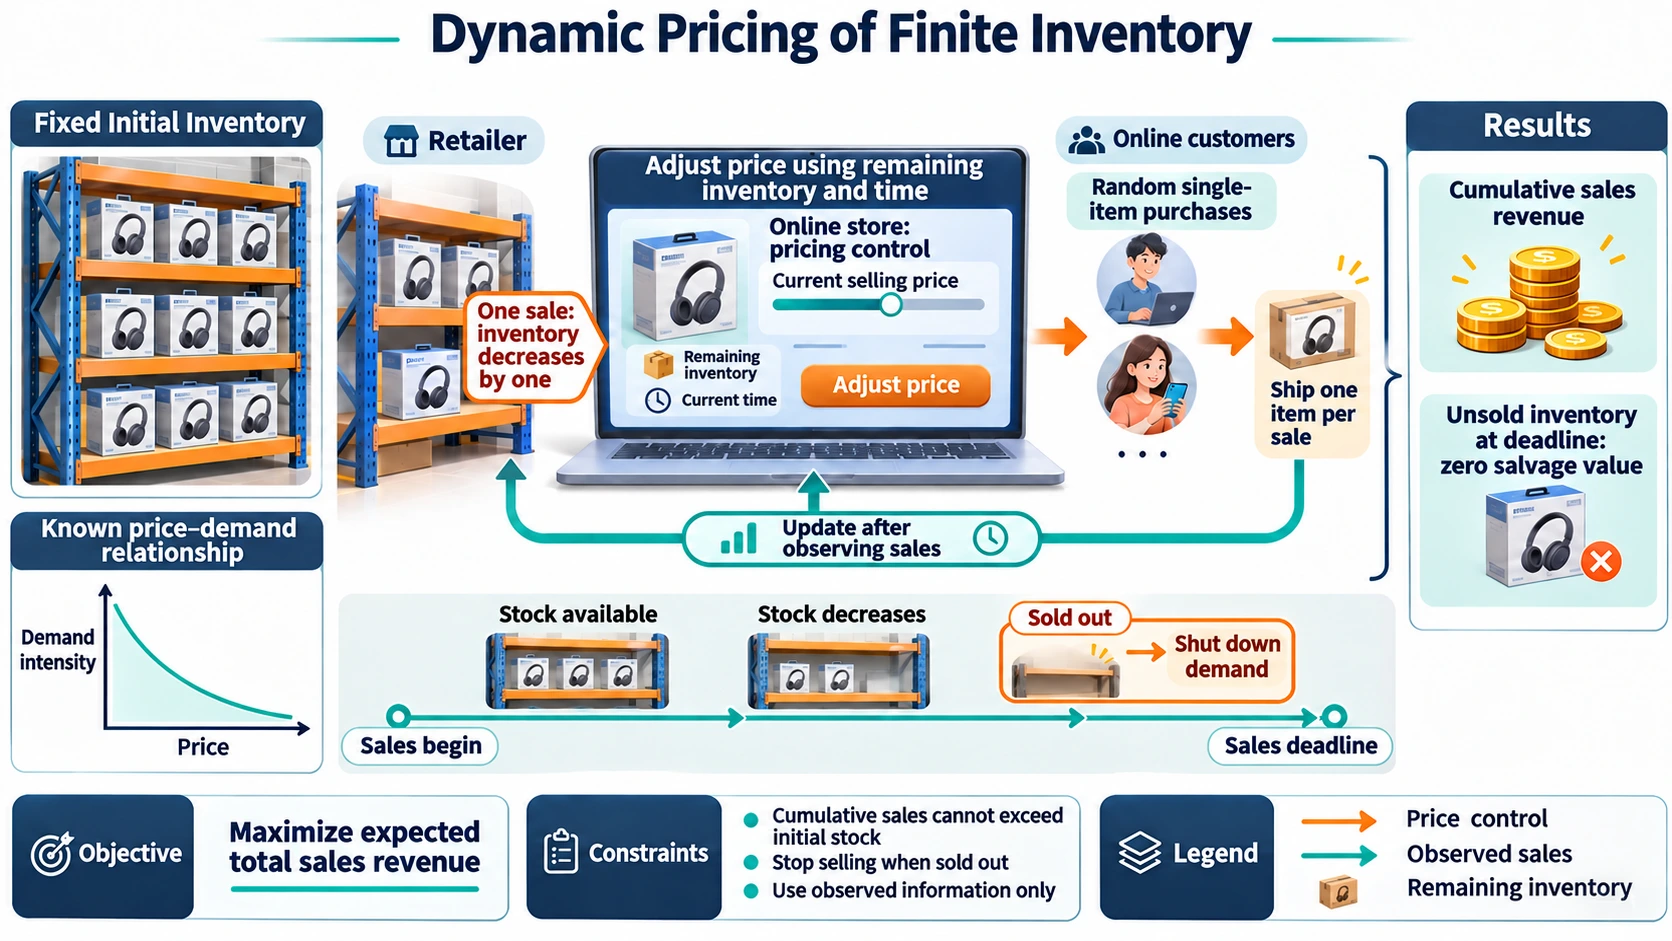 Dynamic Pricing of Finite Inventory
Fixed Initial Inventory
Retailer
One sale:
inventory
decreases
by one
Adjust price using remaining
inventory and time
Online store:
pricing control
Current selling price
Remaining
inventory
Current time
Adjust price
Online customers
Random single-
item purchases
Ship one
item per
sale
Update after
observing sales
Results
Cumulative sales
revenue
Unsold inventory
at deadline:
zero salvage value
Known price–demand
relationship
Demand
intensity
Price
Stock available
Stock decreases
Sold out
Shut down
demand
Sales begin
Sales deadline
Objective
Maximize expected
total sales revenue
Constraints
Cumulative sales cannot exceed
initial stock
Stop selling when sold out
Use observed information only
Legend
Price control
Observed sales
Remaining inventory